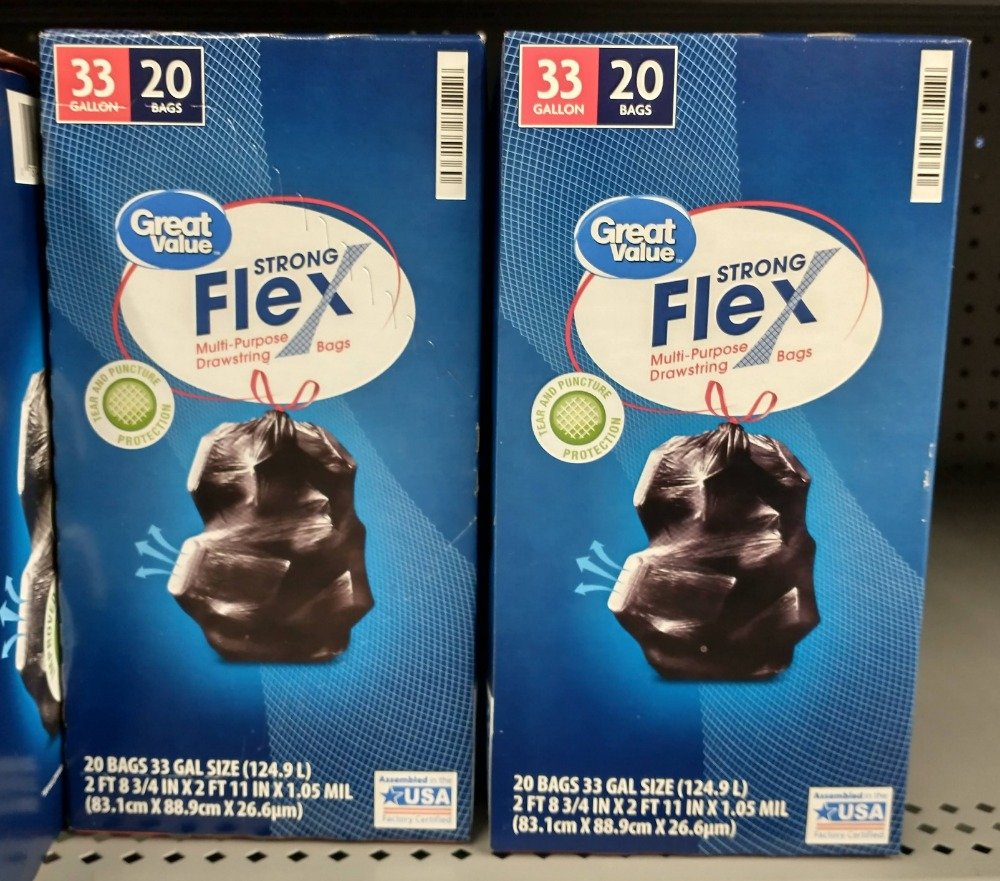 33 20
GALLON BAGS
Great
Value
STRONG
Flex
Multi-Purpose
Drawstring Bags
TEAR AND PUNCTURE
PROTECTION
20 BAGS 33 GAL SIZE (124.9 L)
2 FT 8 3/4 IN X 2 FT 11 IN X 1.05 MIL
(83.1cm X 88.9cm X 26.6µm)
Assembled in the
USA
Factory Certified
33 20
GALLON BAGS
Great
Value
STRONG
Flex
Multi-Purpose
Drawstring Bags
TEAR AND PUNCTURE
PROTECTION
20 BAGS 33 GAL SIZE (124.9 L)
2 FT 8 3/4 IN X 2 FT 11 IN X 1.05 MIL
(83.1cm X 88.9cm X 26.6µm)
Assembled in the
USA
Factory Certified